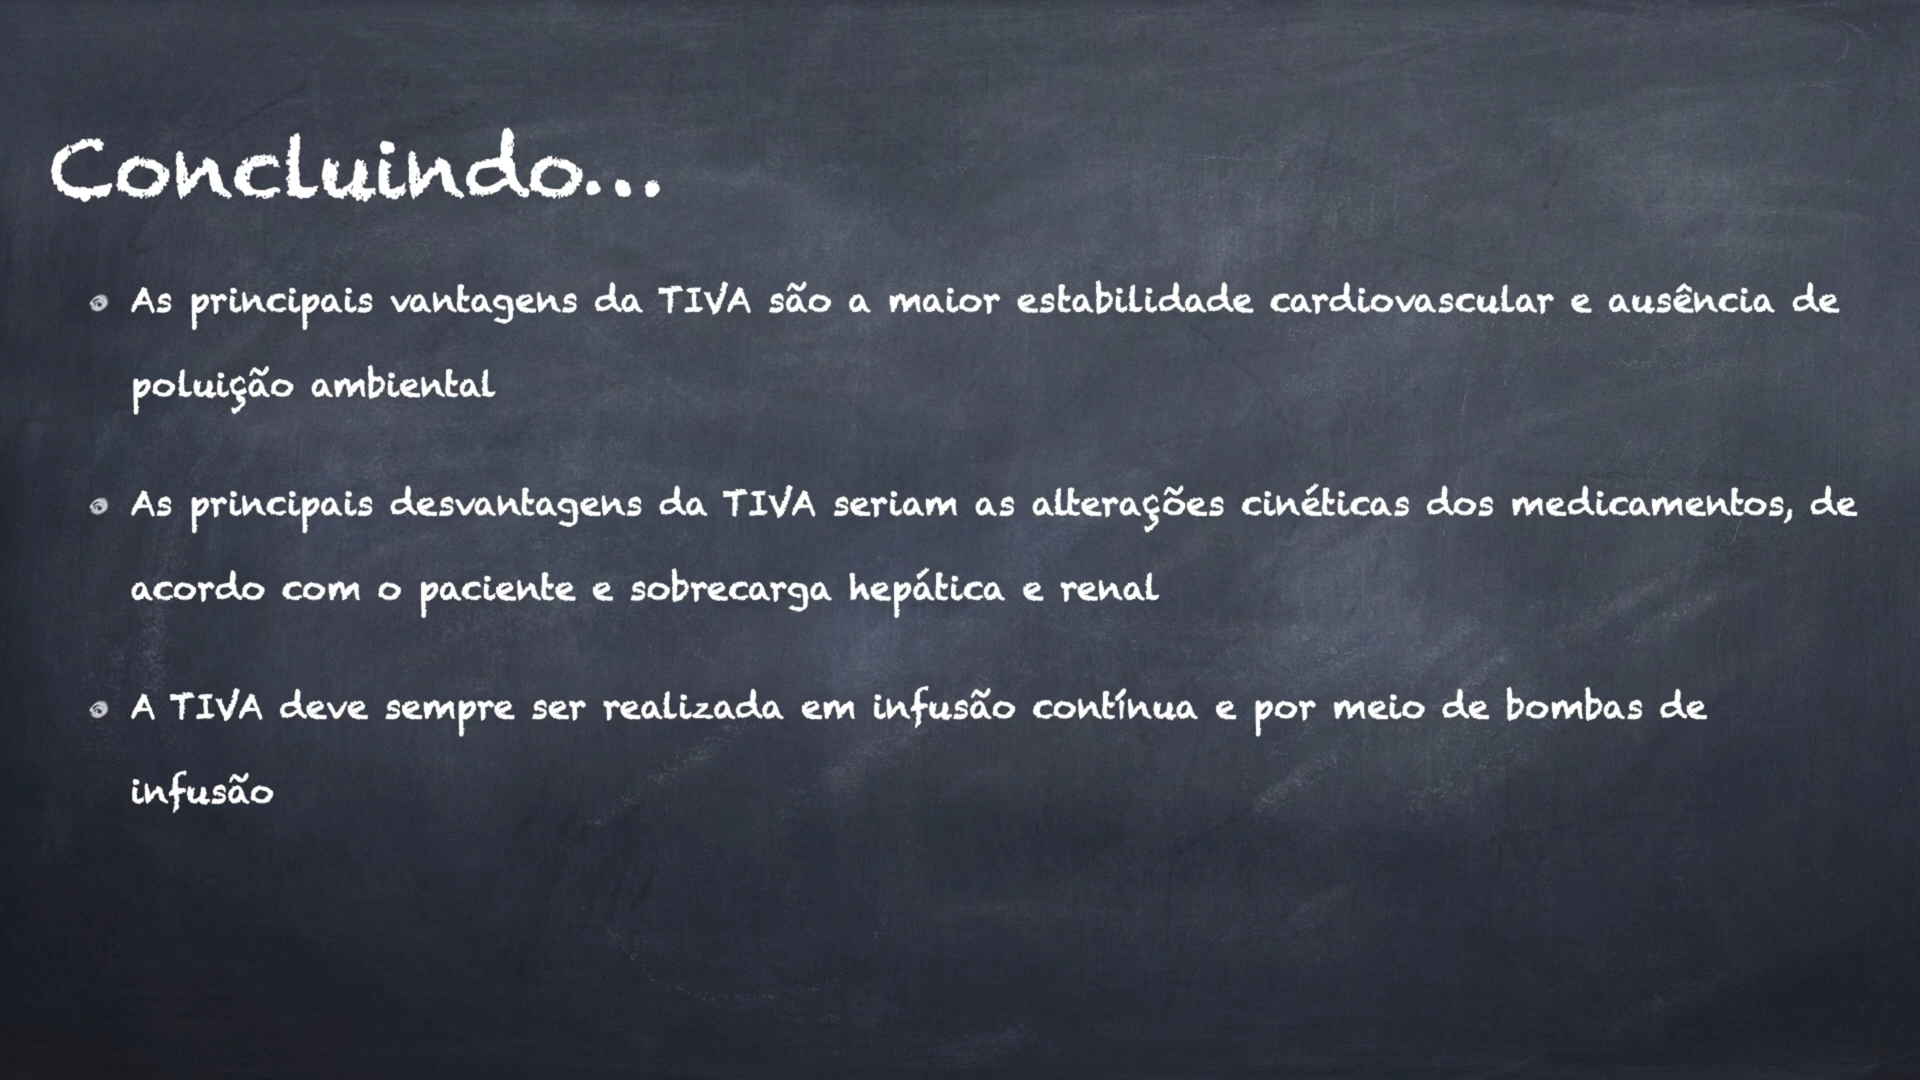 Concluindo...
As principais vantagens da TIVA são a maior estabilidade cardiovascular e ausência de
poluição ambiental
As principais desvantagens da TIVA seriam as alterações cinéticas dos medicamentos, de
acordo com o paciente e sobrecarga hepática e renal
A TIVA deve sempre ser realizada em infusão contínua e por meio de bombas de
infusão